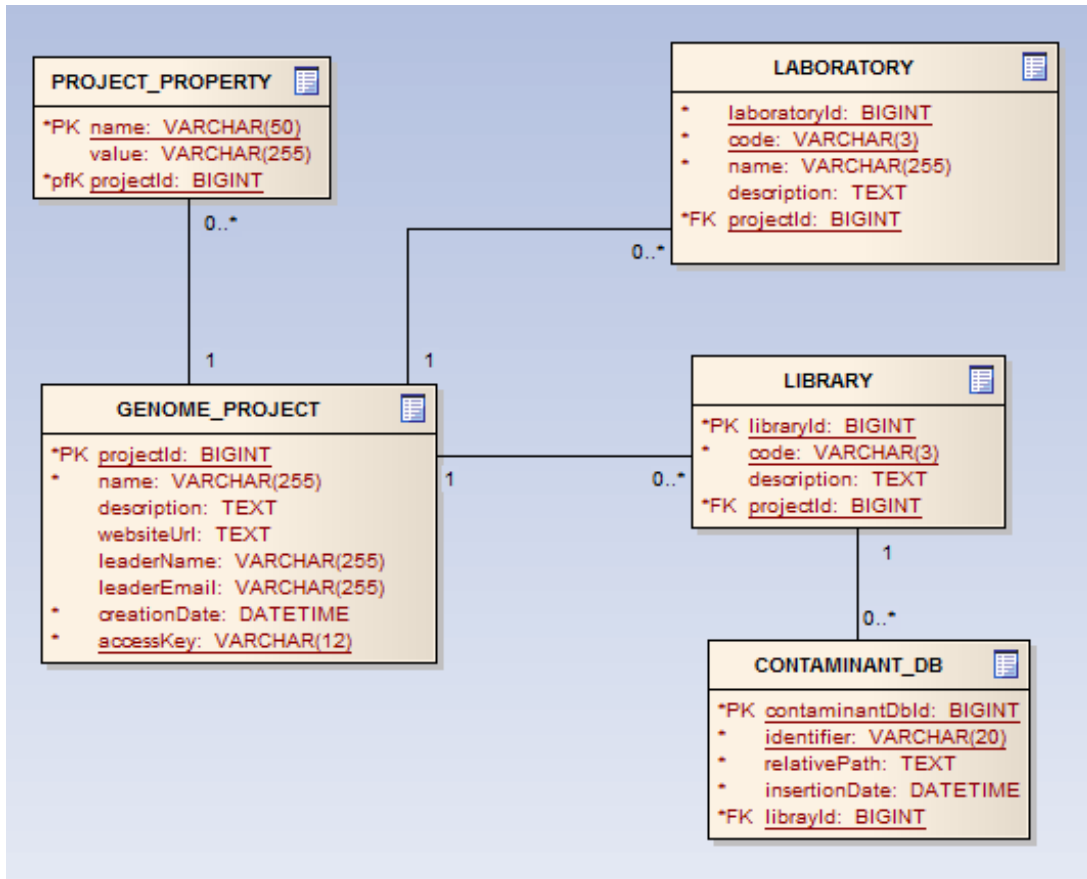 PROJECT_PROPERTY
*PK name: VARCHAR(50)
value: VARCHAR(255)
*pfK projectId: BIGINT
0..*
1
LABORATORY
* laboratoryId: BIGINT
* code: VARCHAR(3)
* name: VARCHAR(255)
description: TEXT
*FK projectId: BIGINT
0..*
1
GENOME_PROJECT
*PK projectId: BIGINT
* name: VARCHAR(255)
description: TEXT
websiteUrl: TEXT
leaderName: VARCHAR(255)
leaderEmail: VARCHAR(255)
* creationDate: DATETIME
* accessKey: VARCHAR(12)
1
0..*
LIBRARY
*PK libraryId: BIGINT
* code: VARCHAR(3)
description: TEXT
*FK projectId: BIGINT
1
0..*
CONTAMINANT_DB
*PK contaminantDbId: BIGINT
* identifier: VARCHAR(20)
* relativePath: TEXT
* insertionDate: DATETIME
*FK librayId: BIGINT